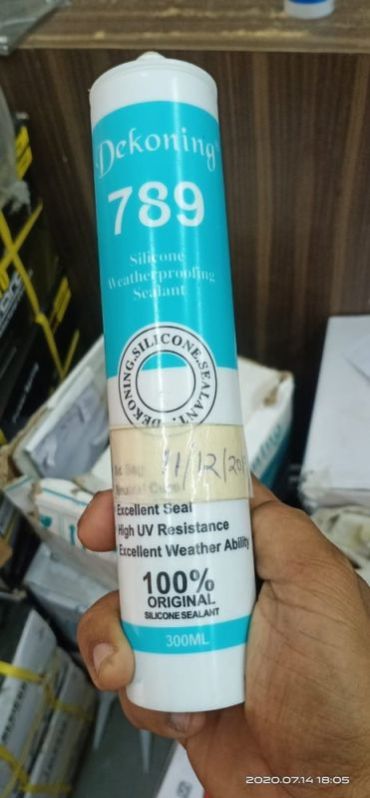 Dekoning
789
Silicone
Weatherproofing
Sealant
DEKONING.SILICONE.SEALANT.
11/12/20
Excellent Seal
High UV Resistance
Excellent Weather Ability
100%
ORIGINAL
SILICONE SEALANT
300ML
2020.07.14 18:05